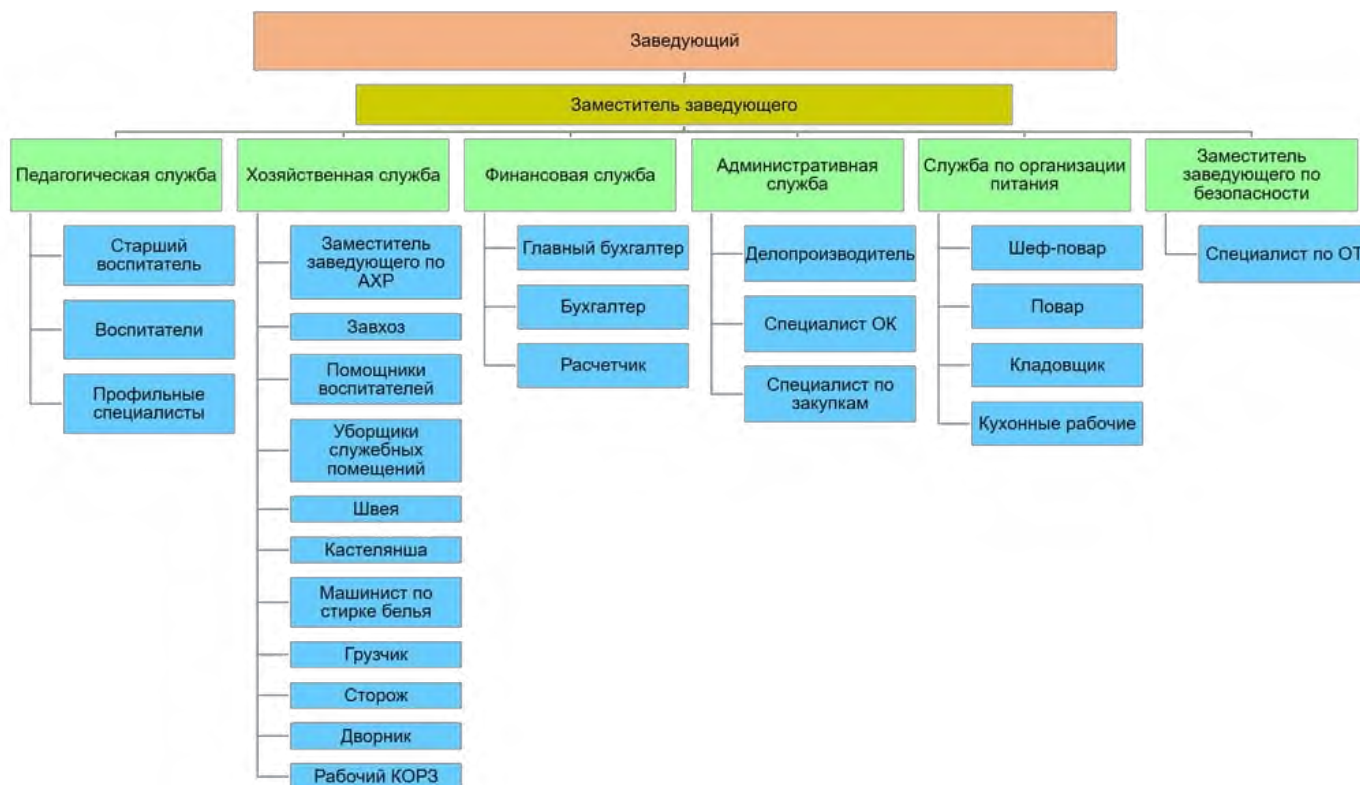 Заведующий
Заместитель заведующего
Педагогическая служба
Хозяйственная служба
Финансовая служба
Административная
служба
Служба по организации
питания
Заместитель
заведующего по
безопасности
Старший
воспитатель
Воспитатели
Профильные
специалисты
Заместитель
заведующего по
АХР
Завхоз
Помощники
воспитателей
Уборщики
служебных
помещений
Швея
Кастелянша
Машинист по
стирке белья
Грузчик
Сторож
Дворник
Рабочий КОРЗ
Главный бухгалтер
Бухгалтер
Расчетчик
Делопроизводитель
Специалист ОК
Специалист по
закупкам
Шеф-повар
Повар
Кладовщик
Кухонные рабочие
Специалист по ОТ